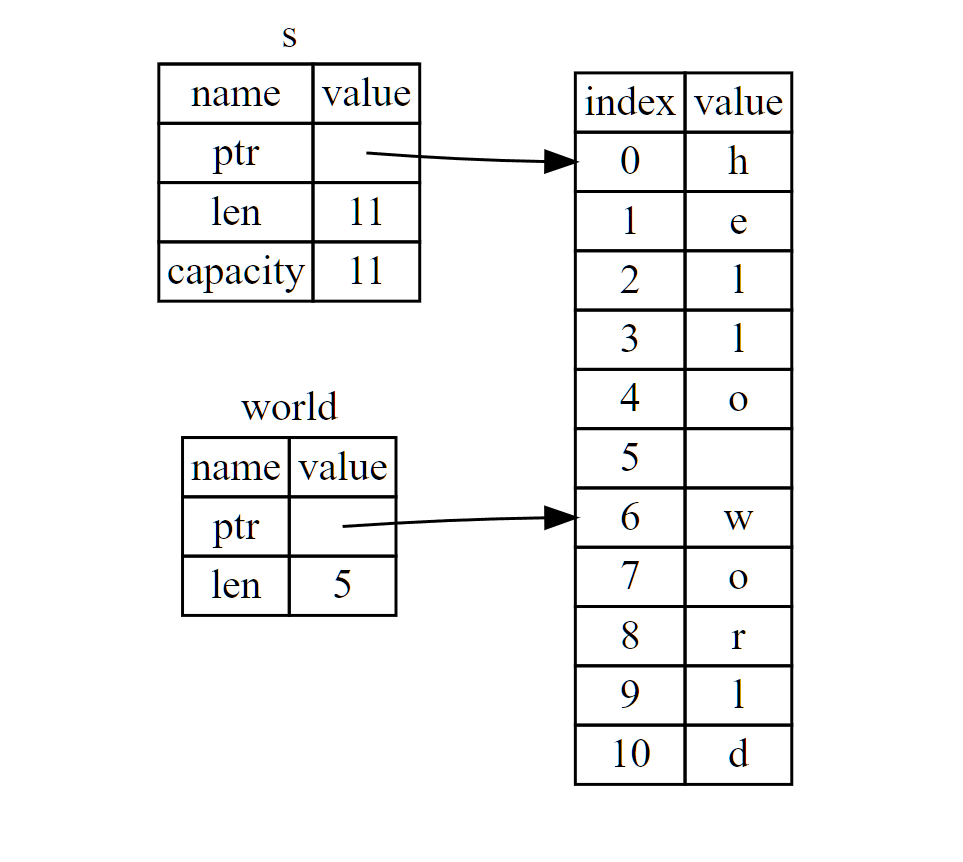 s
name value
ptr
len 11
capacity 11
world
name value
ptr
len 5
index value
0 h
1 e
2 l
3 l
4 o
5
6 w
7 o
8 r
9 l
10 d